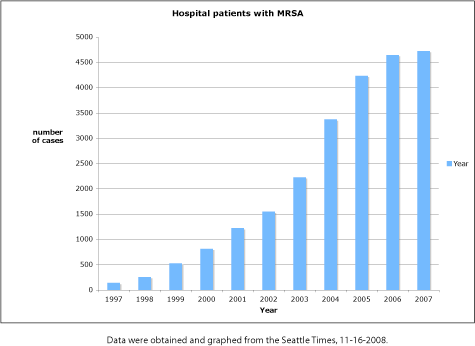 Hospital patients with MRSA
5000
4500
4000
3500
3000
2500
2000
1500
1000
500
0
number
of cases
1997 1998 1999 2000 2001 2002 2003 2004 2005 2006 2007
Year
Year
Data were obtained and graphed from the Seattle Times, 11-16-2008.